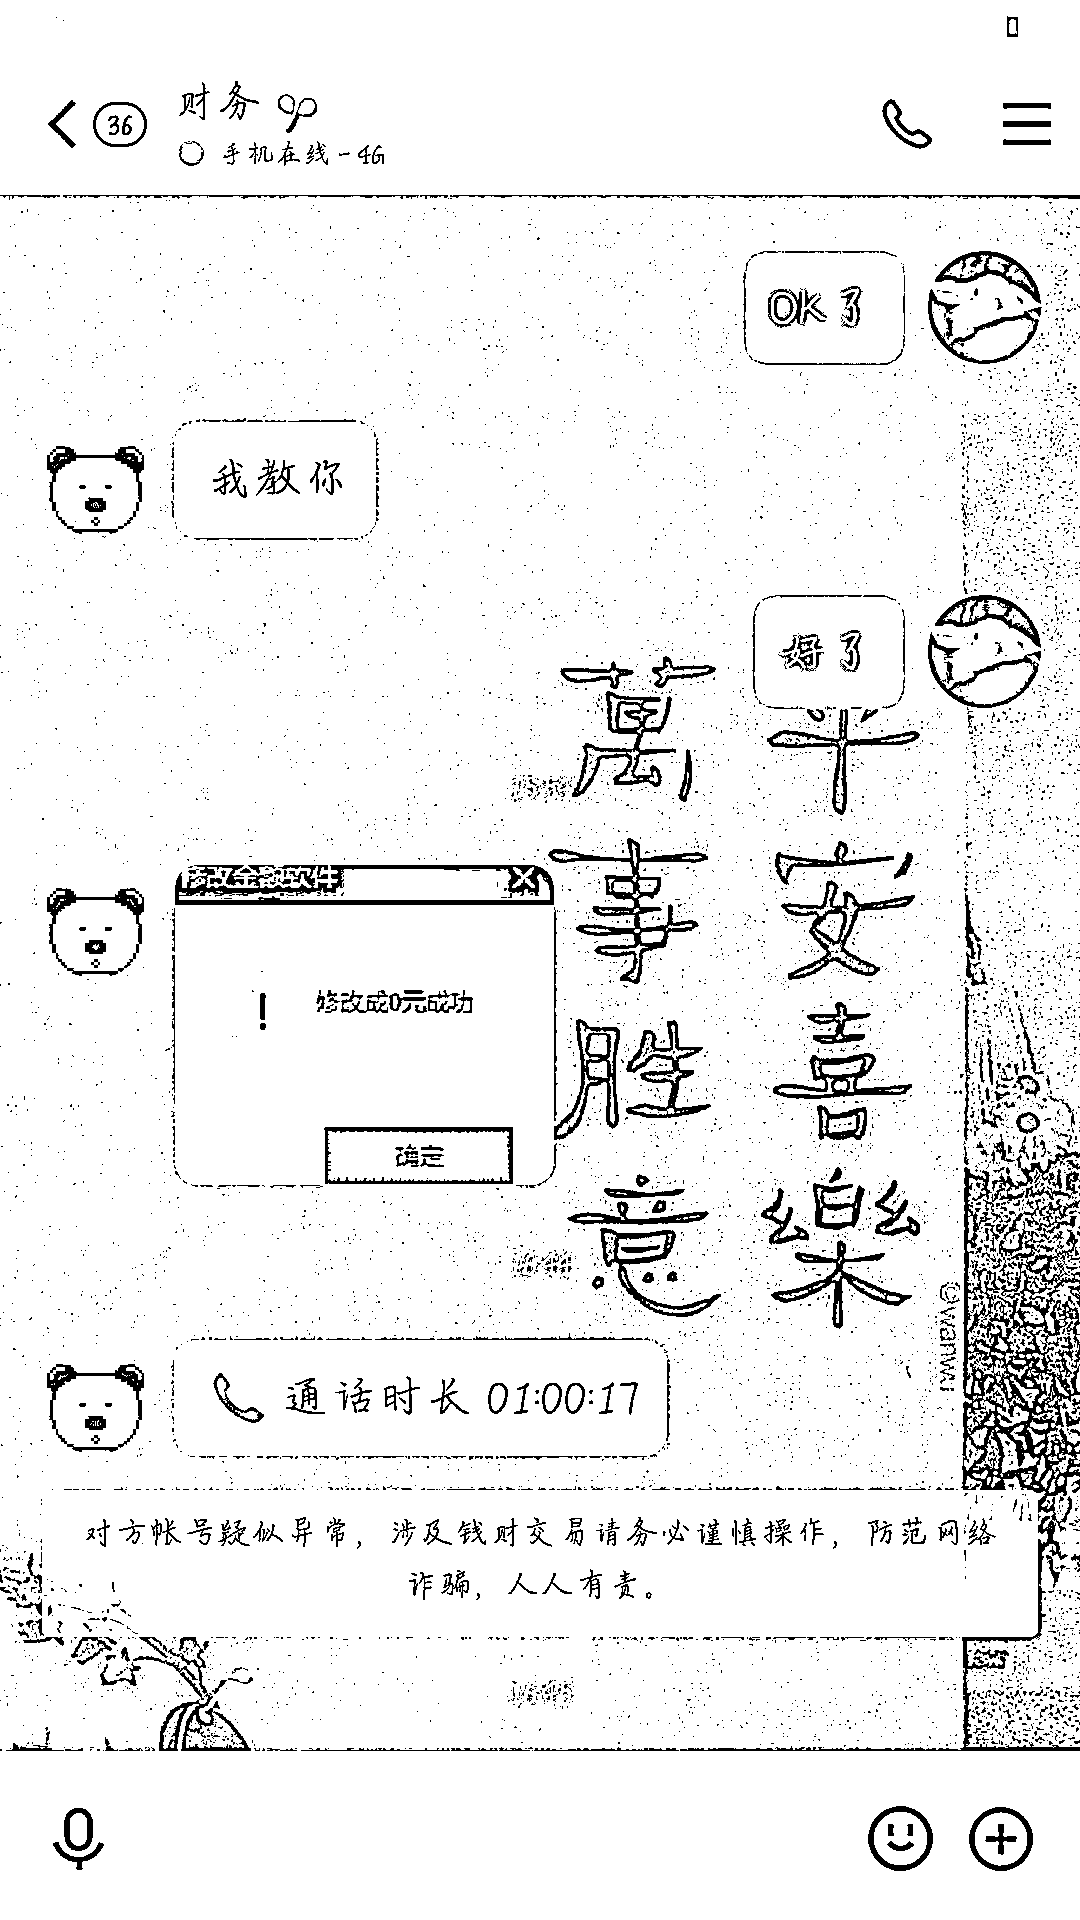 36
财务
手机在线-4G
OK了
我教你
好了
萬事胜意
平安喜樂
修改金额软件
修改成0元成功
确定
©wanwu
通话时长 01:00:17
对方帐号疑似异常，涉及钱财交易请务必谨慎操作，防范网络
诈骗，人人有责。